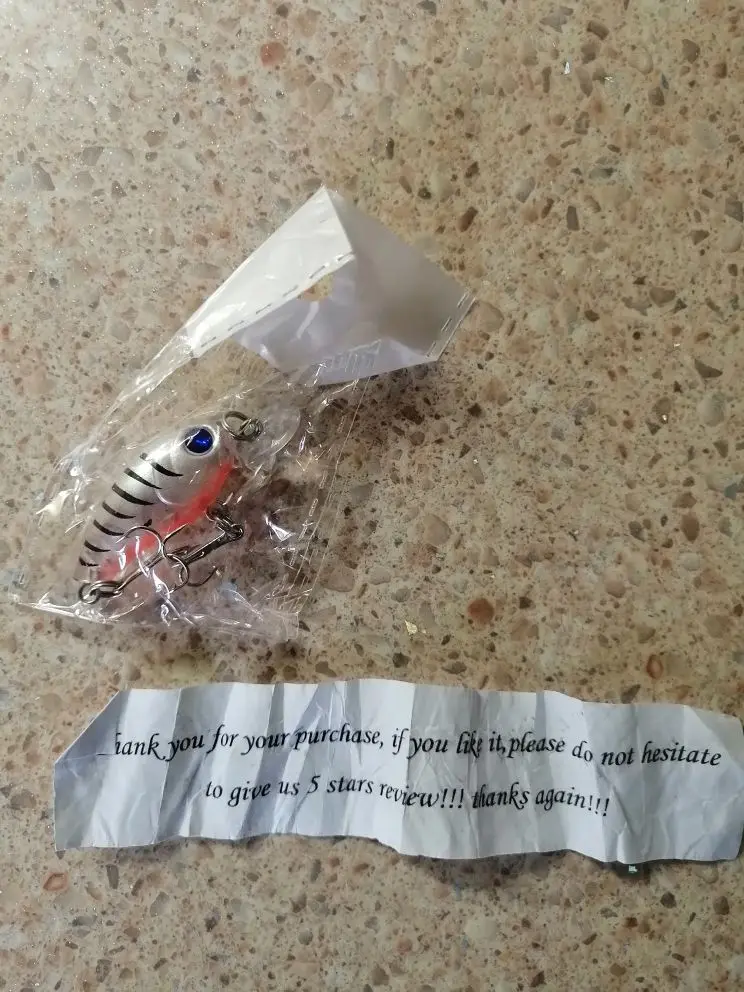 hank you for your purchase, if you like it,please do not hesitate
to give us 5 stars review!!! thanks again!!!